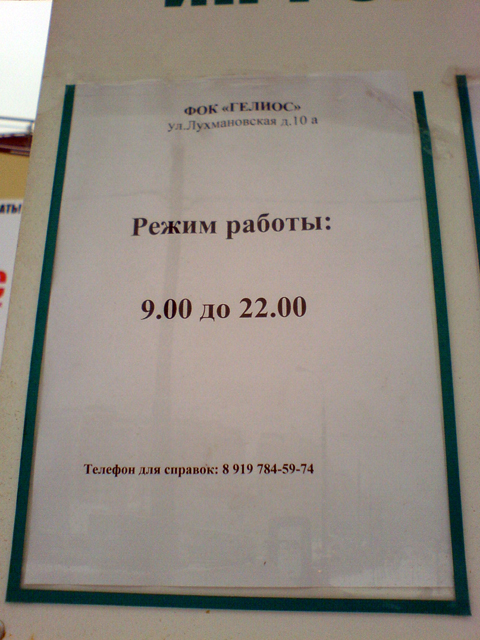 ФОК «ГЕЛИОС»
ул.Лухмановская д.10 а
Режим работы:
9.00 до 22.00
Телефон для справок: 8 919 784-59-74